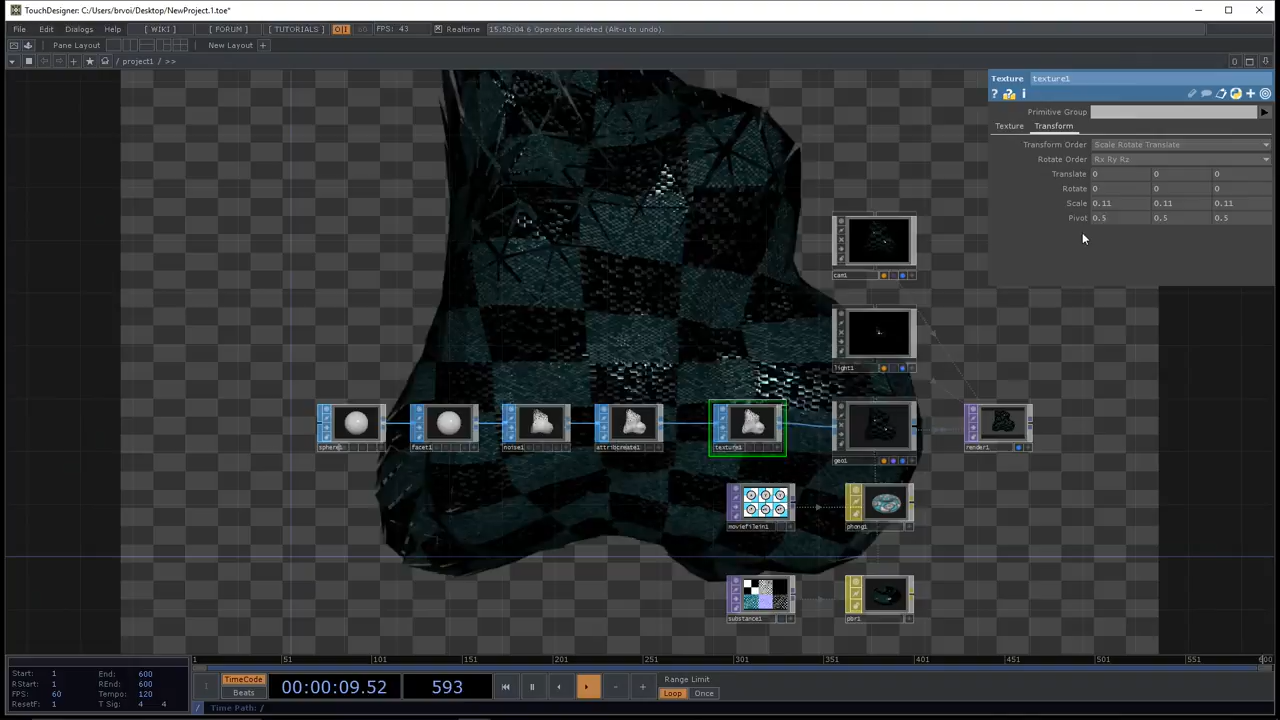 TouchDesigner: C:/Users/brvoi/Desktop/NewProject.1.toe*
File Edit Dialogs Help [ WIKI ] [ FORUM ] [ TUTORIALS ] O|I FPS: 43 Realtime 15:50:04 6 Operators deleted (Alt-u to undo).
Pane Layout New Layout +
/ project1 / >>
Texture texture1
? ? i
Primitive Group
Texture Transform
Transform Order Scale Rotate Translate
Rotate Order Rx Ry Rz
Translate 0 0 0
Rotate 0 0 0
Scale 0.11 0.11 0.11
Pivot 0.5 0.5 0.5
cam1
light1
sphere1 facet1 noise1 attribcreate1 texture1 geo1 render1
moviefilein1 phong1
substance1 pbr1
1 51 101 151 201 251 301 351 401 451 501 551 600
Start: 1 End: 600
RStart: 1 REnd: 600
FPS: 60 Tempo: 120
ResetF: 1 T Sig: 4 4
TimeCode
Beats
00:00:09.52 593
Range Limit
Loop Once
/ Time Path: /